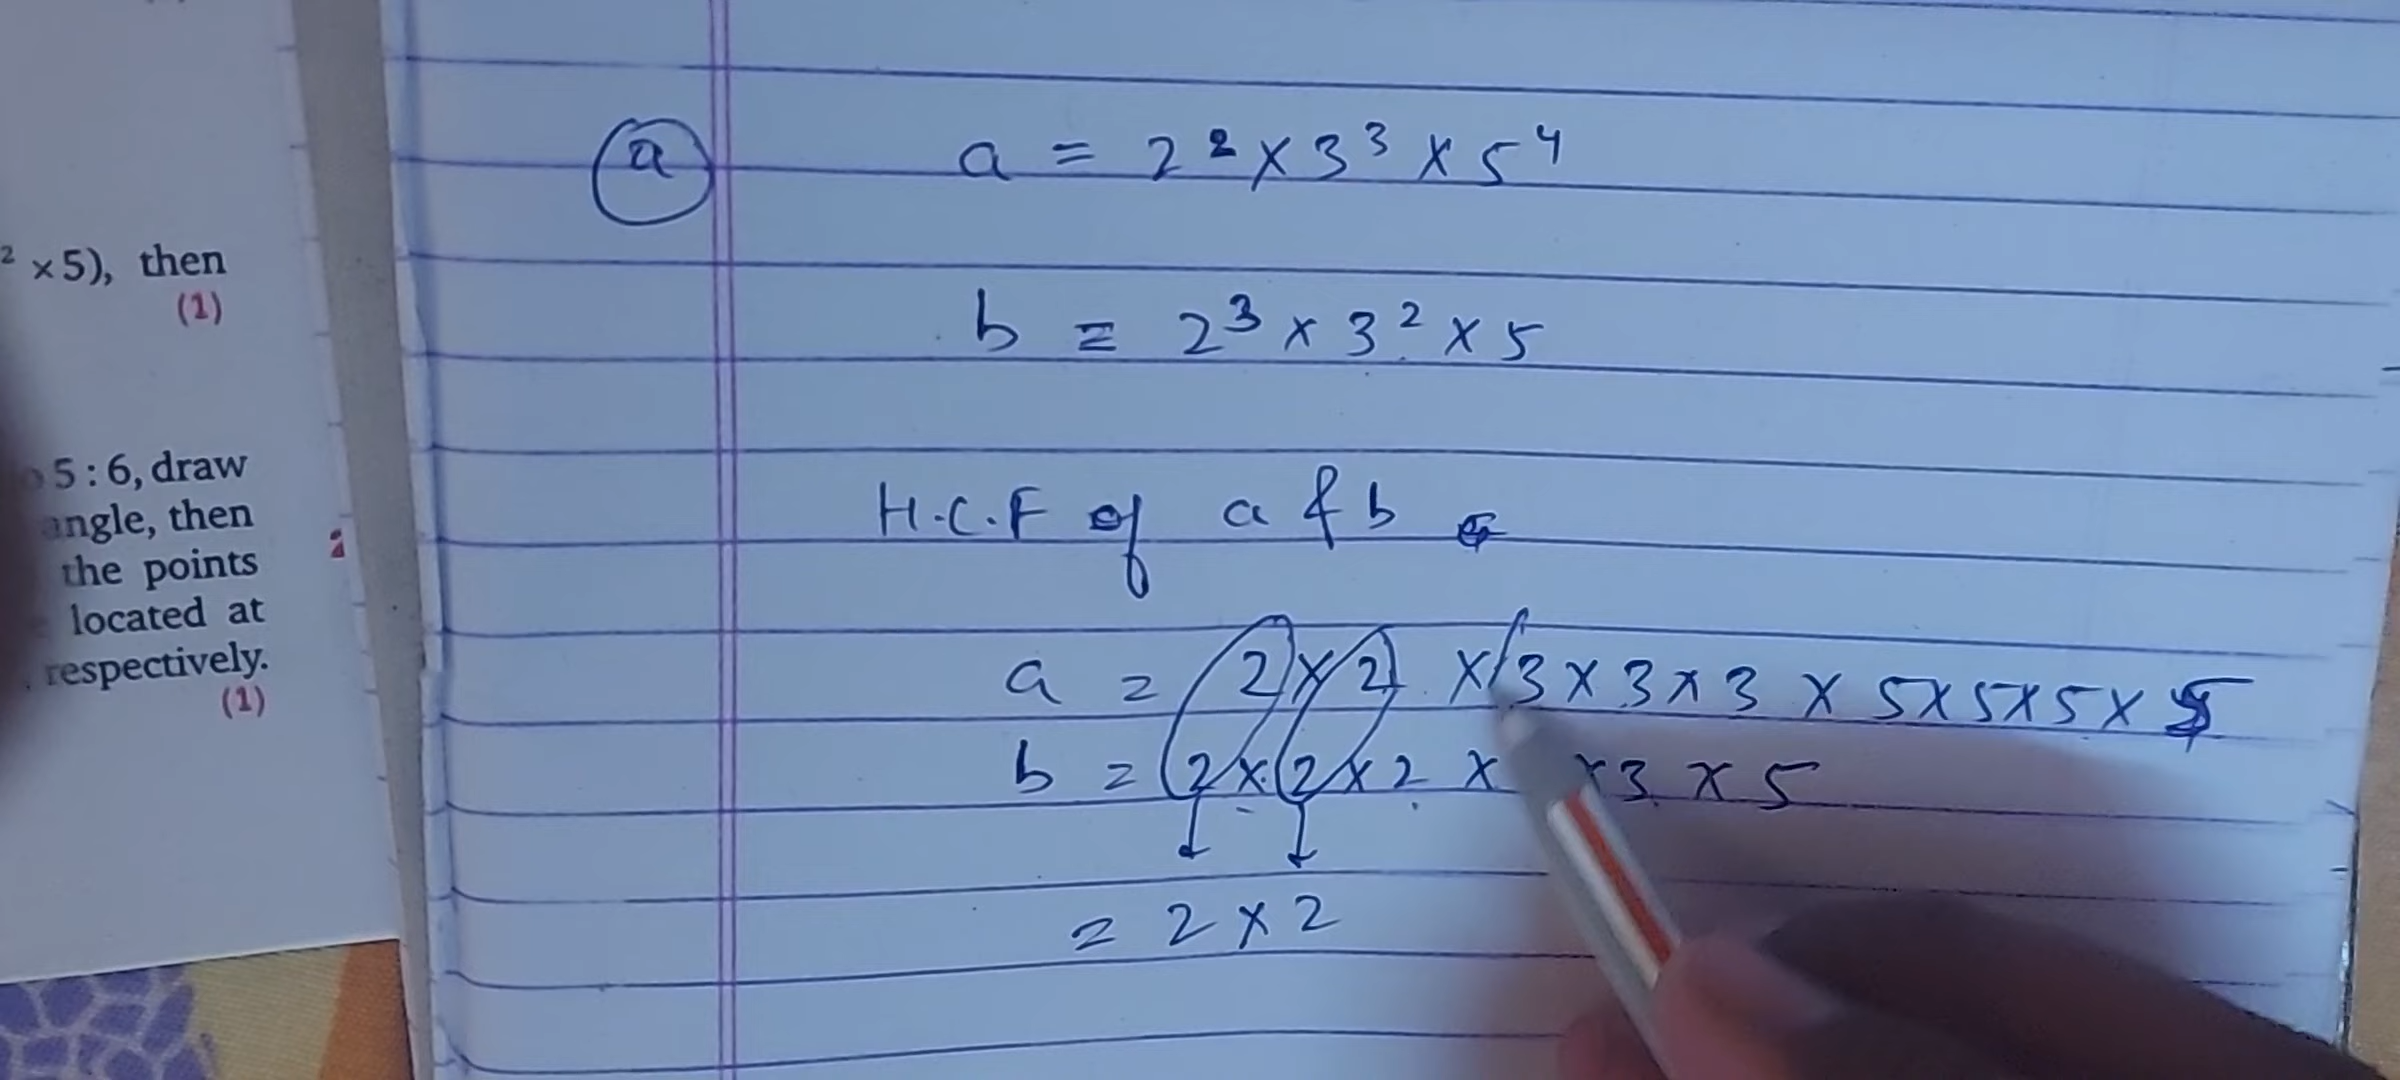 ² ×5), then
(1)
5 : 6, draw
angle, then
the points
located at
respectively.
(1)
a
a = 2² × 3³ × 5⁴
b = 2³ × 3² × 5
H.C.F of a & b
a = 2 × 2 × 3 × 3 × 3 × 5 × 5 × 5 × 5
b = 2 × 2 × 2 × × 3 × 5
= 2 × 2